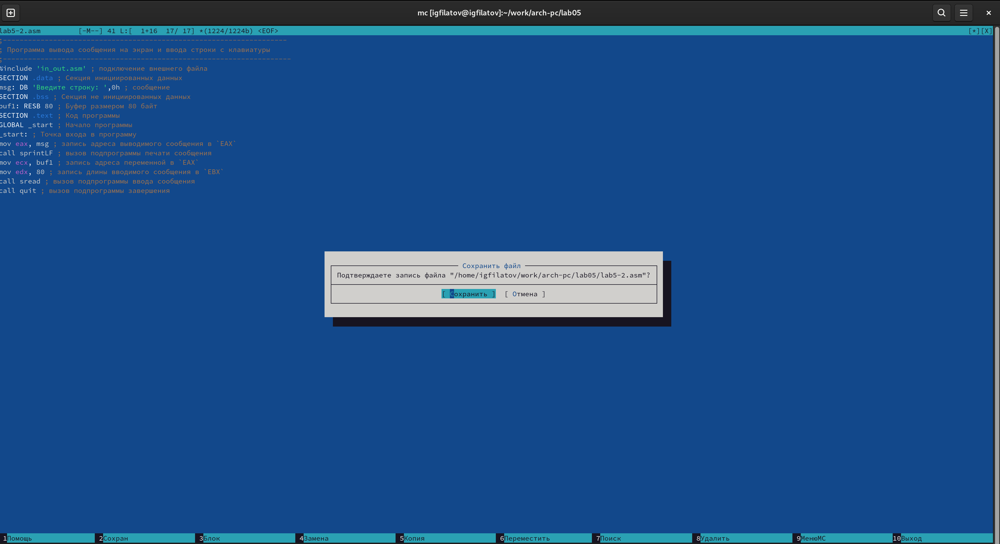 mc [igfilatov@igfilatov]:~/work/arch-pc/lab05
lab5-2.asm [-M--] 41 L:[ 1+16 17/ 17] *(1224/1224b) <EOF> [*][X]
;--------------------------------------------------------------------
; Программа вывода сообщения на экран и ввода строки с клавиатуры
;---------------------------------------------------------------------
%include 'in_out.asm' ; подключение внешнего файла
SECTION .data ; Секция инициированных данных
msg: DB 'Введите строку: ',0h ; сообщение
SECTION .bss ; Секция не инициированных данных
buf1: RESB 80 ; Буфер размером 80 байт
SECTION .text ; Код программы
GLOBAL _start ; Начало программы
_start: ; Точка входа в программу
mov eax, msg ; запись адреса выводимого сообщения в `EAX`
call sprintLF ; вызов подпрограммы печати сообщения
mov ecx, buf1 ; запись адреса переменной в `EAX`
mov edx, 80 ; запись длины вводимого сообщения в `EBX`
call sread ; вызов подпрограммы ввода сообщения
call quit ; вызов подпрограммы завершения
Сохранить файл
Подтверждаете запись файла "/home/igfilatov/work/arch-pc/lab05/lab5-2.asm"?
[ Сохранить ] [ Отмена ]
1Помощь 2Сохран 3Блок 4Замена 5Копия 6Переместить 7Поиск 8Удалить 9МенюМС 10Выход